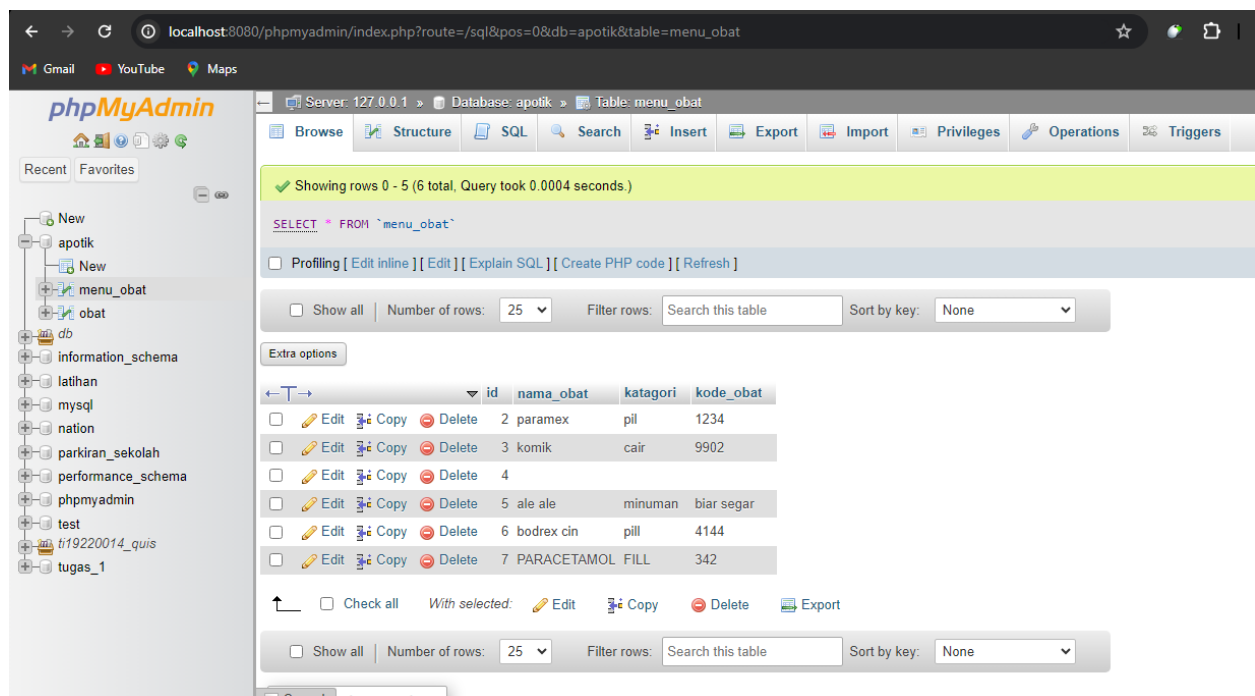 localhost:8080/phpmyadmin/index.php?route=/sql&pos=0&db=apotik&table=menu_obat
Gmail YouTube Maps
phpMyAdmin
Recent Favorites
New
apotik
New
menu_obat
obat
db
information_schema
latihan
mysql
nation
parkiran_sekolah
performance_schema
phpmyadmin
test
ti19220014_quis
tugas_1
Server: 127.0.0.1 » Database: apotik » Table: menu_obat
Browse Structure SQL Search Insert Export Import Privileges Operations Triggers
Showing rows 0 - 5 (6 total, Query took 0.0004 seconds.)
SELECT * FROM `menu_obat`
Profiling [ Edit inline ] [ Edit ] [ Explain SQL ] [ Create PHP code ] [ Refresh ]
Show all | Number of rows: 25 Filter rows: Search this table Sort by key: None
Extra options
←T→ id nama_obat katagori kode_obat
Edit Copy Delete 2 paramex pil 1234
Edit Copy Delete 3 komik cair 9902
Edit Copy Delete 4
Edit Copy Delete 5 ale ale minuman biar segar
Edit Copy Delete 6 bodrex cin pill 4144
Edit Copy Delete 7 PARACETAMOL FILL 342
Check all With selected: Edit Copy Delete Export
Show all | Number of rows: 25 Filter rows: Search this table Sort by key: None